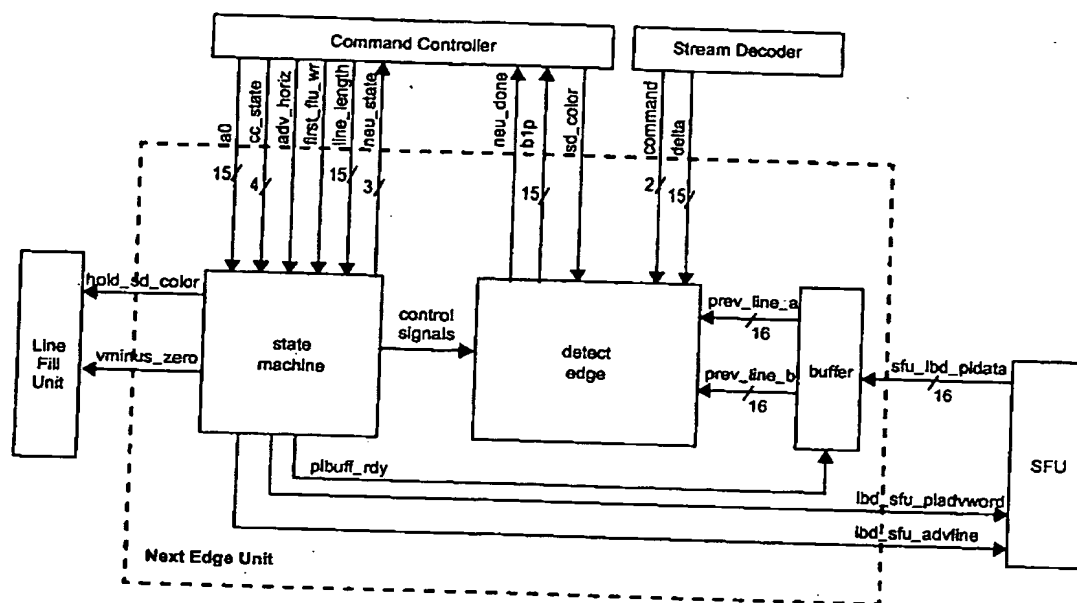 Command Controller
Stream Decoder
a0
cc_state
adv_horiz
first_flu_wr
line_length
neu_state
neu_done
b1p
sd_color
command
delta
15
4
15
3
15
2
15
hold_sd_color
vminus_zero
Line
Fill
Unit
state
machine
control
signals
detect
edge
prev_line_a
16
prev_line_b
16
buffer
sfu_lbd_pldata
16
SFU
plbuff_rdy
lbd_sfu_pladvword
lbd_sfu_advline
Next Edge Unit